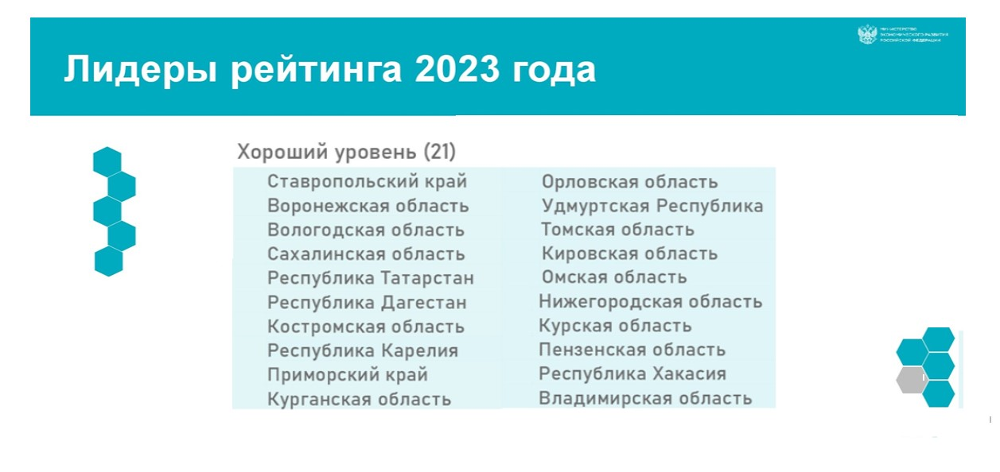 МИНИСТЕРСТВО
ЭКОНОМИЧЕСКОГО РАЗВИТИЯ
РОССИЙСКОЙ ФЕДЕРАЦИИ
Лидеры рейтинга 2023 года
Хороший уровень (21)
Ставропольский край
Воронежская область
Вологодская область
Сахалинская область
Республика Татарстан
Республика Дагестан
Костромская область
Республика Карелия
Приморский край
Курганская область
Орловская область
Удмуртская Республика
Томская область
Кировская область
Омская область
Нижегородская область
Курская область
Пензенская область
Республика Хакасия
Владимирская область